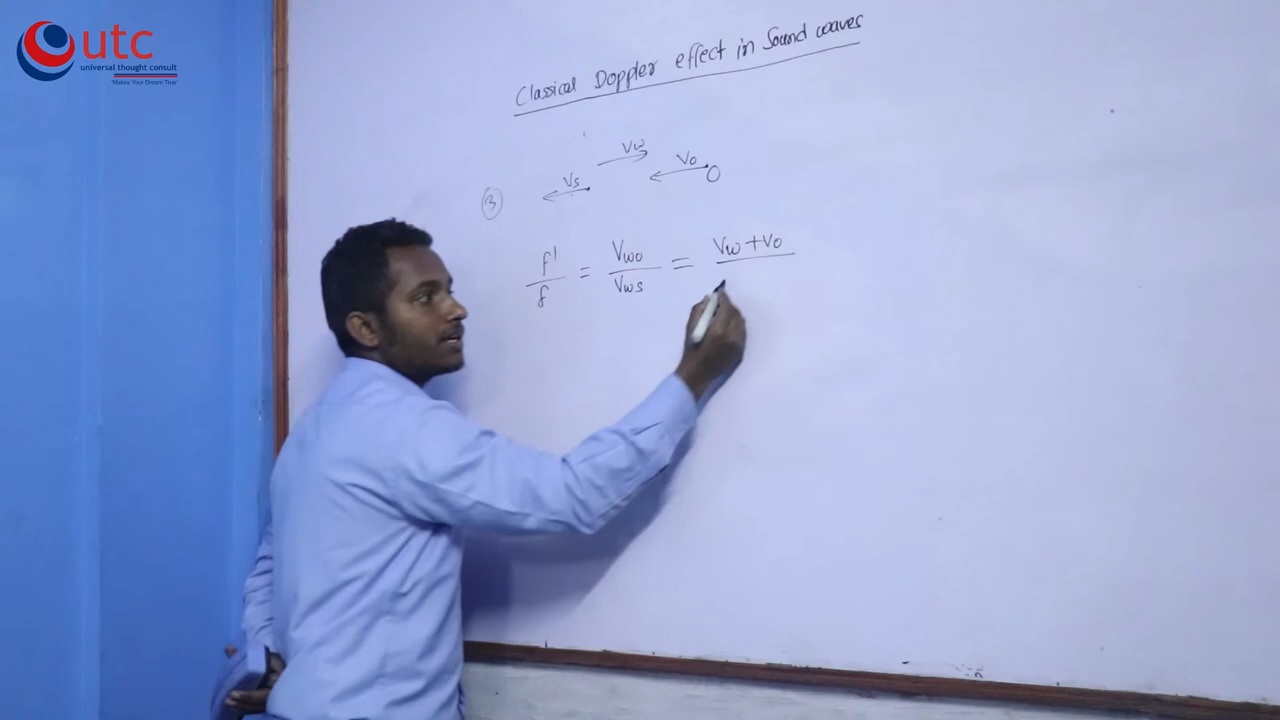 utc
universal thought consult
"Makes Your Dream True"
Classical Doppler effect in Sound waves
Vw
Vo
Vs
3
f'/f = Vwo/Vws = Vw + Vo